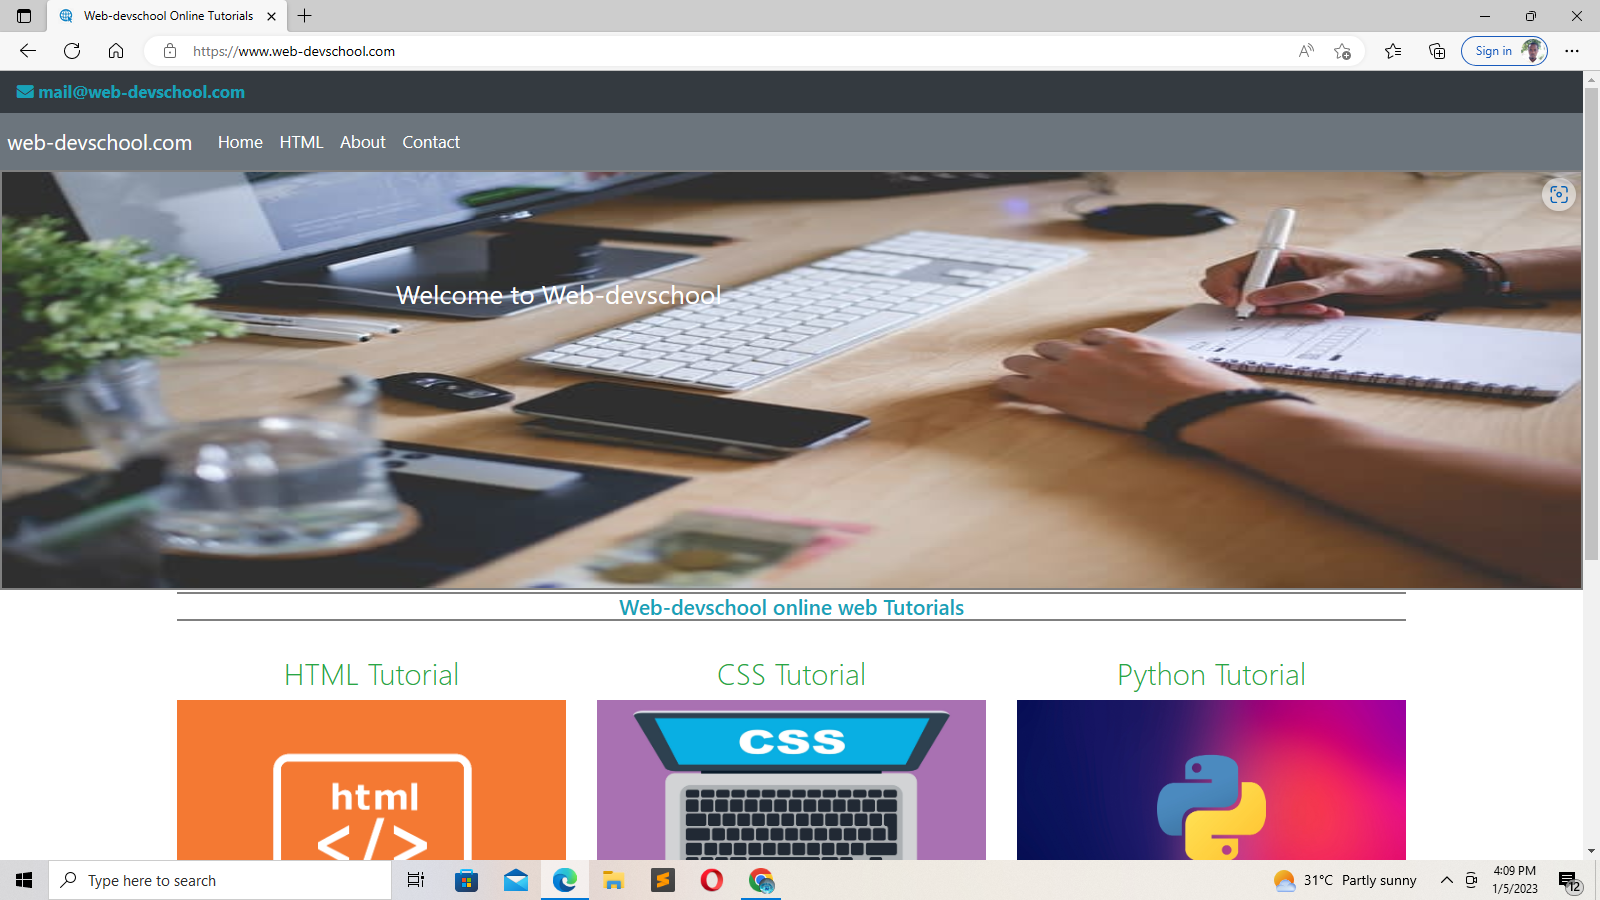 Web-devschool Online Tutorials
https://www.web-devschool.com
Sign in
mail@web-devschool.com
web-devschool.com Home HTML About Contact
Welcome to Web-devschool
Web-devschool online web Tutorials
HTML Tutorial CSS Tutorial Python Tutorial
html
</>
CSS
Type here to search
31°C Partly sunny
4:09 PM
1/5/2023
12